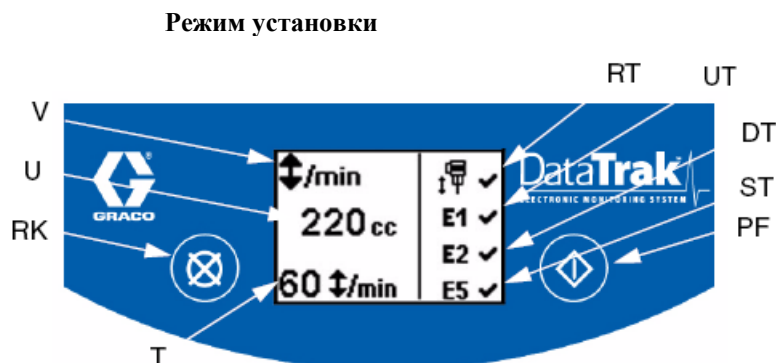 Режим установки
RT UT
V
DT
U
ST
RK
PF
T
GRACO
/min
220 cc
60 /min
E1
E2
E5
DataTrak
ELECTRONIC MONITORING SYSTEM